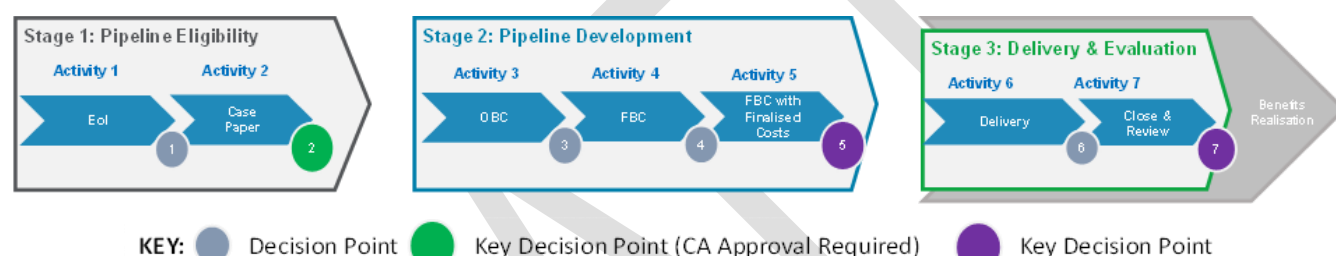 Stage 1: Pipeline Eligibility
Activity 1
Activity 2
EoI
Case
Paper
1
2
Stage 2: Pipeline Development
Activity 3
Activity 4
Activity 5
OBC
FBC
FBC with
Finalised
Costs
3
4
5
Stage 3: Delivery & Evaluation
Activity 6
Activity 7
Delivery
Close &
Review
6
7
Benefits
Realisation
KEY: Decision Point Key Decision Point (CA Approval Required) Key Decision Point